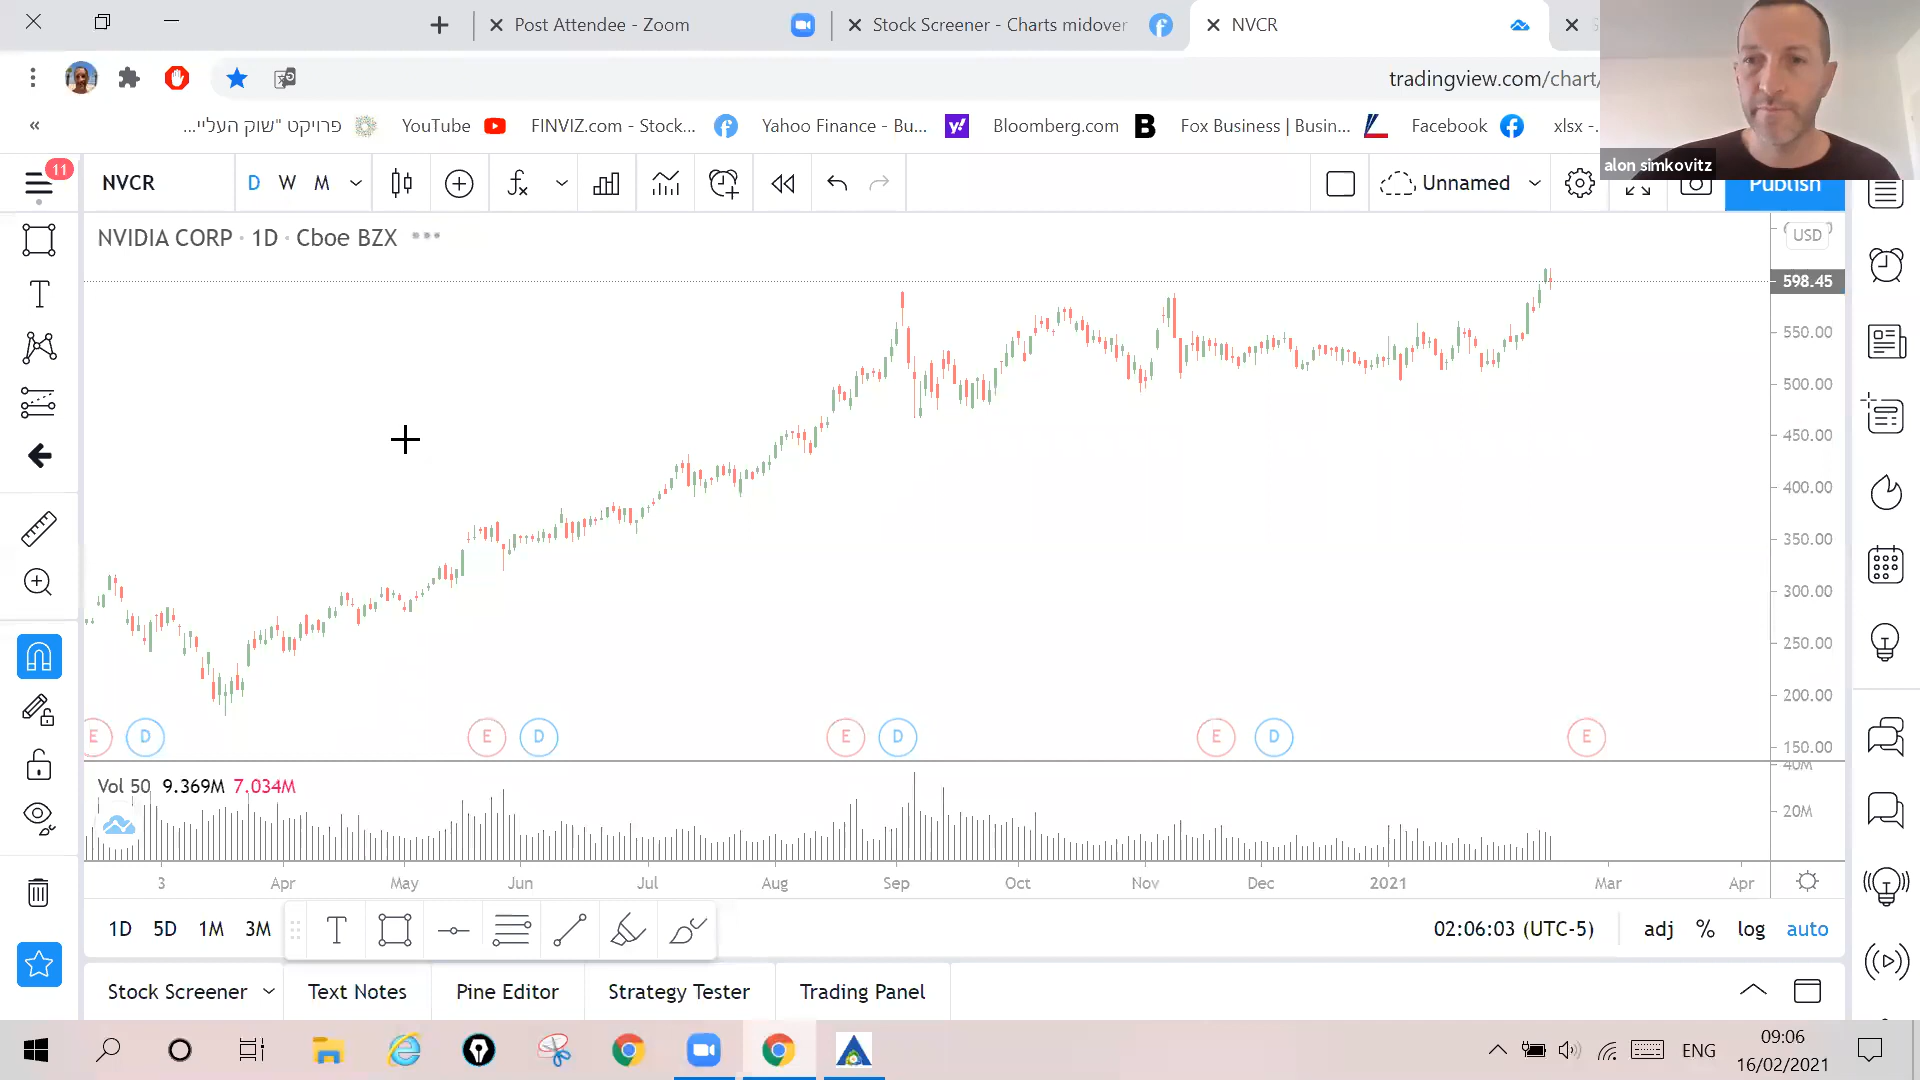 Post Attendee - Zoom
Stock Screener - Charts midover
NVCR
tradingview.com/chart/
«
פרויקט "שוק העליי...
YouTube
FINVIZ.com - Stock...
Yahoo Finance - Bu...
Bloomberg.com
Fox Business | Busin...
Facebook
xlsx -
alon simkovitz
11
NVCR
D W M
Unnamed
Publish
NVIDIA CORP · 1D · Cboe BZX
USD
598.45
550.00
500.00
450.00
400.00
350.00
300.00
250.00
200.00
150.00
E D E D E D E D E
Vol 50 9.369M 7.034M
40M
20M
3 Apr May Jun Jul Aug Sep Oct Nov Dec 2021 Mar Apr
1D 5D 1M 3M
T
02:06:03 (UTC-5)
adj % log auto
Stock Screener
Text Notes
Pine Editor
Strategy Tester
Trading Panel
ENG
09:06
16/02/2021